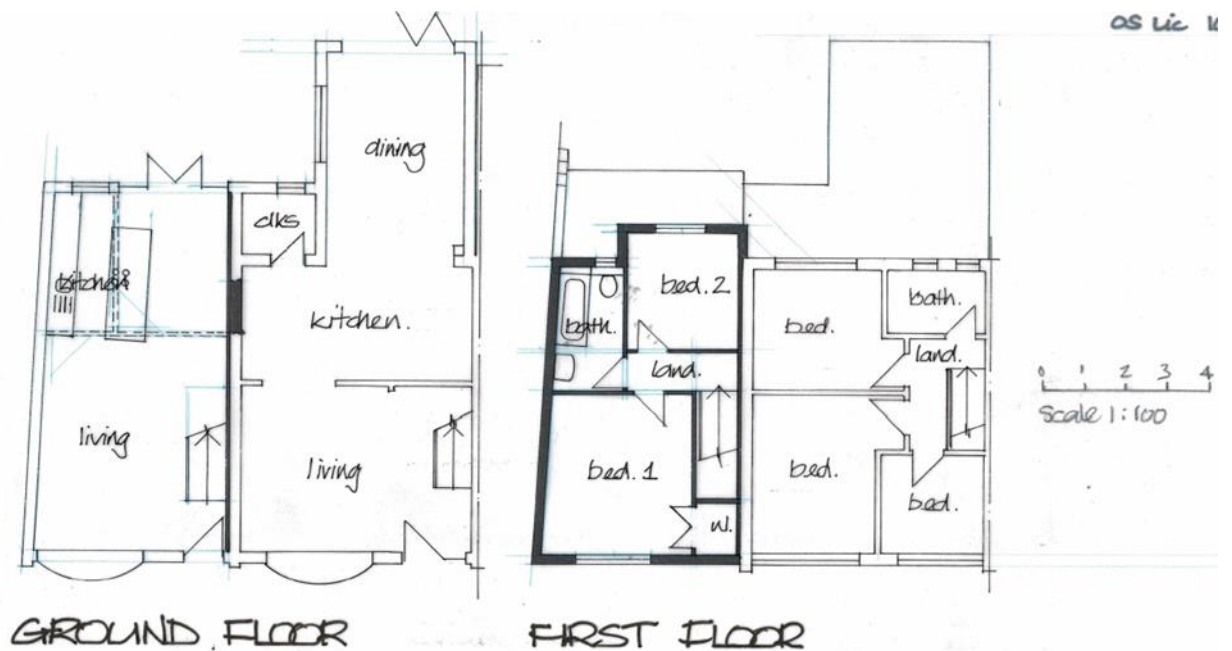 OS Lic
dining
clks
kitchen
kitchen.
living
living
bed. 2
bath.
land.
bed. 1
w.
bed.
bath.
land.
bed.
bed.
0 1 2 3 4
Scale 1:100
GROUND FLOOR
FIRST FLOOR